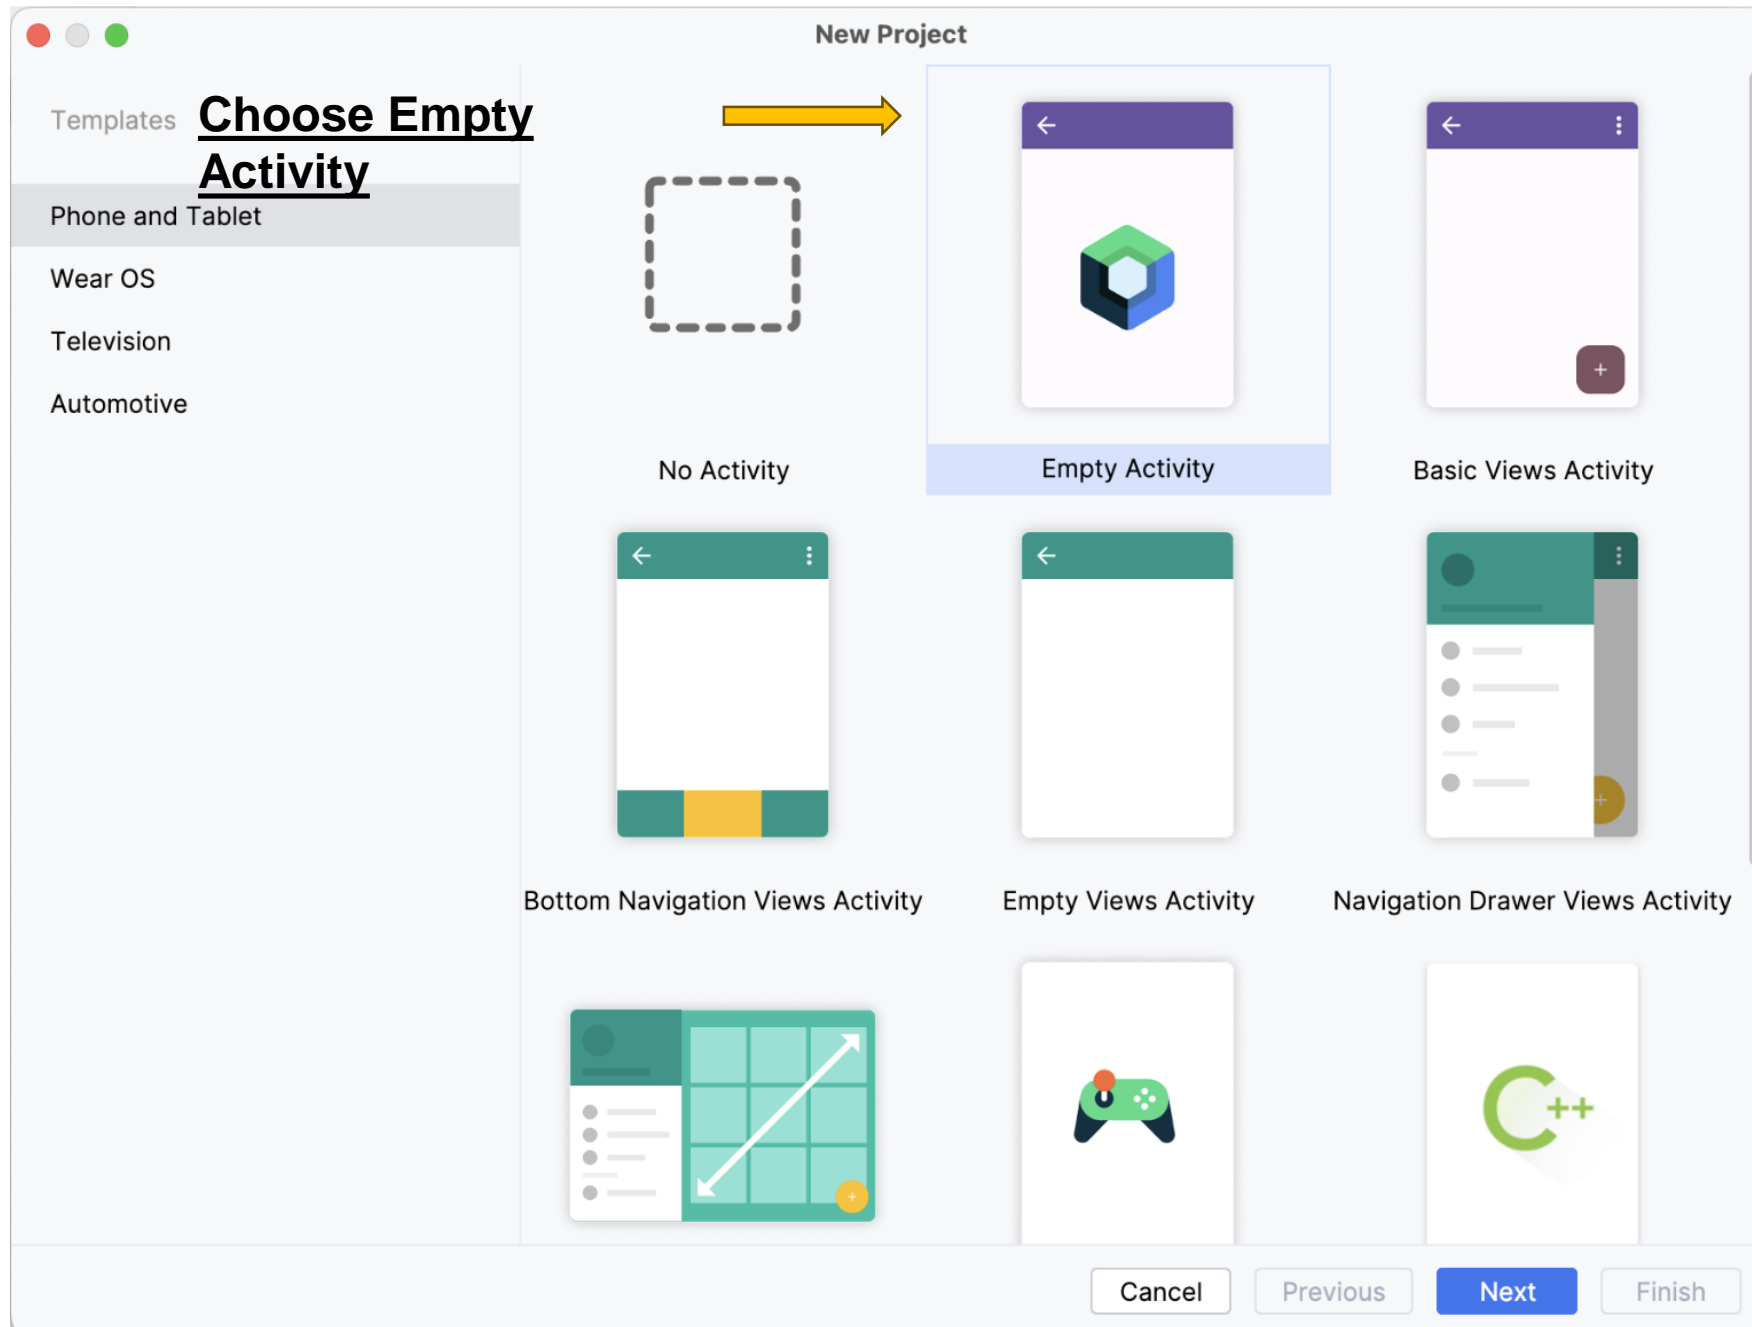 New Project
Templates
Choose Empty
Activity
Phone and Tablet
Wear OS
Television
Automotive
No Activity
Empty Activity
Basic Views Activity
Bottom Navigation Views Activity
Empty Views Activity
Navigation Drawer Views Activity
C++
Cancel
Previous
Next
Finish